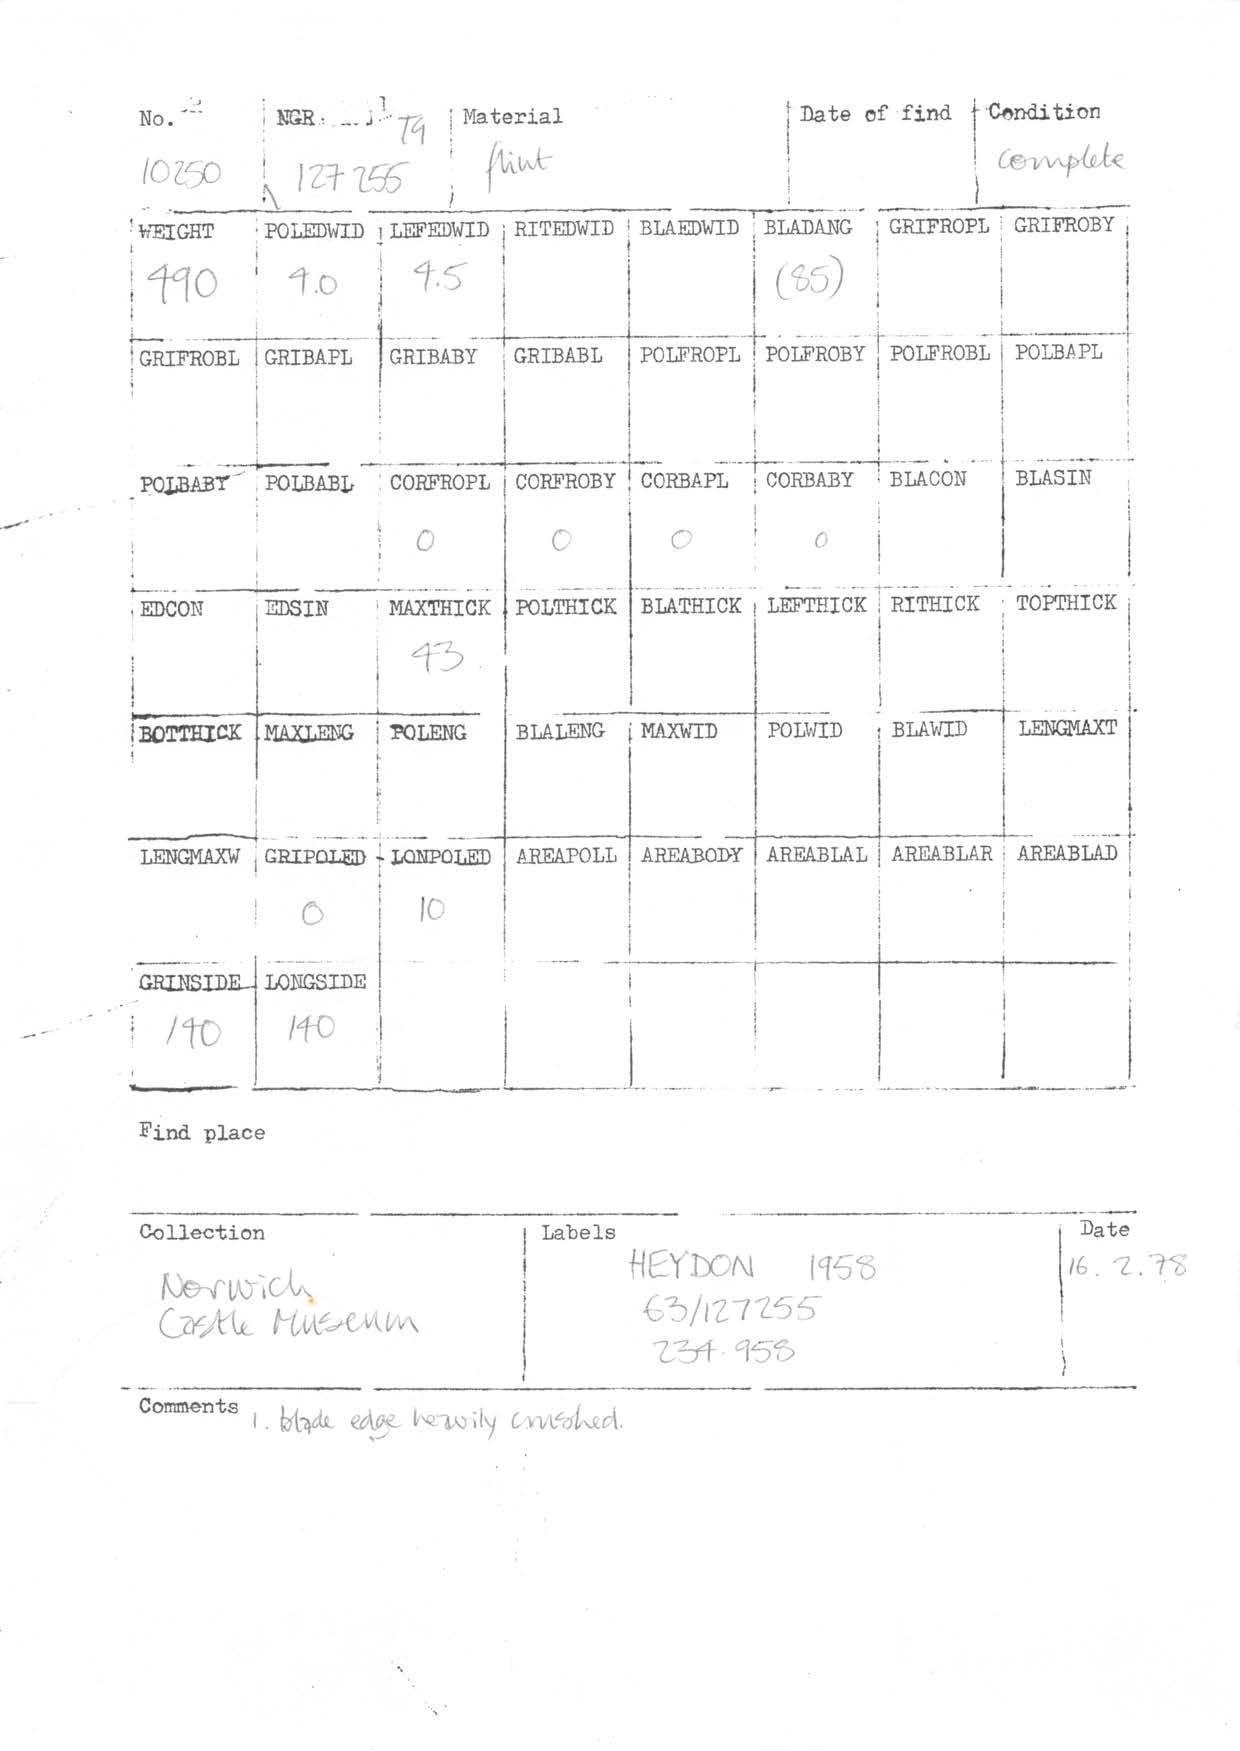 No. NGR. TG Material Date of find Condition
10250 127 255 flint complete
WEIGHT POLEDWID LEFEDWID RITEDWID BLAEDWID BLADANG GRIFROPL GRIFROBY
490 4.0 4.5 (85)
GRIFROBL GRIBAPL GRIBABY GRIBABL POLFROPL POLFROBY POLFROBL POLBAPL
POLBABY POLBABL CORFROPL CORFROBY CORBAPL CORBABY BLACON BLASIN
0 0 0 0
EDCON EDSIN MAXTHICK POLTHICK BLATHICK LEFTHICK RITHICK TOPTHICK
43
BOTTHICK MAXLENG POLENG BLALENG MAXWID POLWID BLAWID LENGMAXT
LENGMAXW GRIPOLED LONPOLED AREAPOLL AREABODY AREABLAL AREABLAR AREABLAD
0 10
GRINSIDE LONGSIDE
140 140
Find place
Collection Labels Date
HEYDON 1958 16.2.78
Norwich 63/127255
Castle Museum 234.958
Comments 1. blade edge heavily crushed.